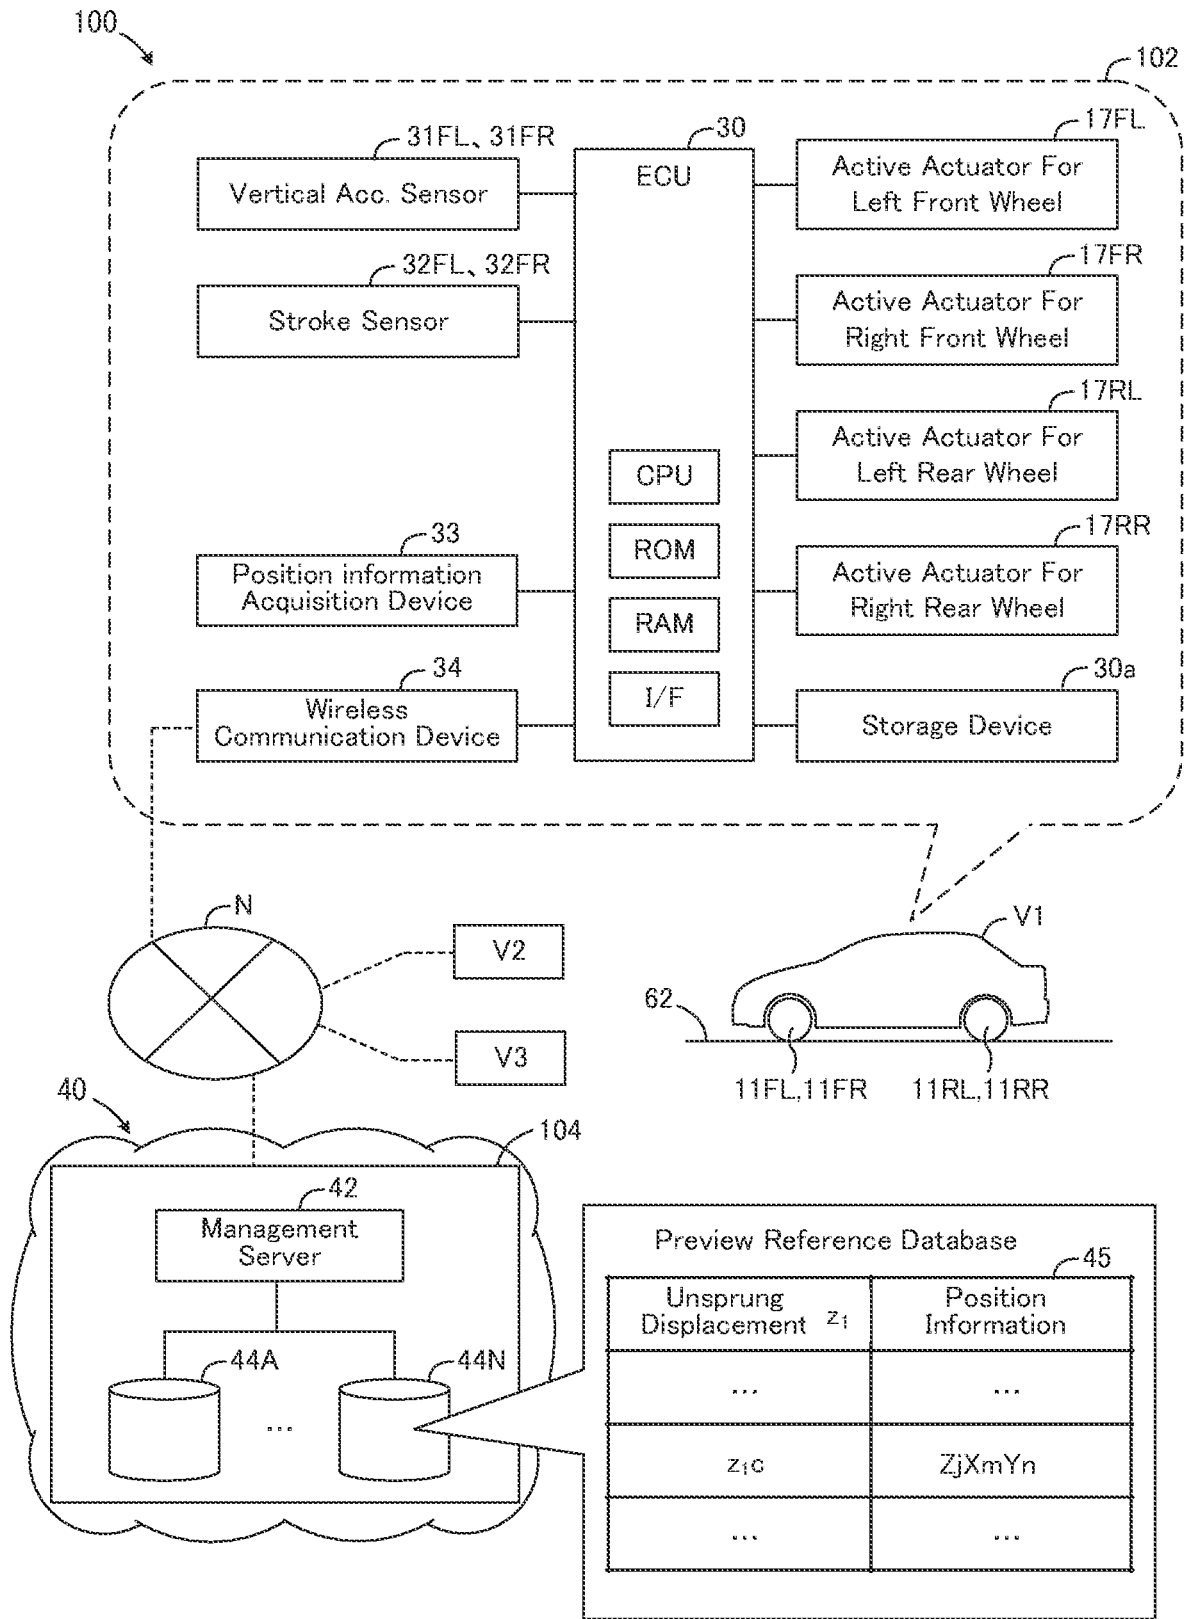 100
102
31FL、31FR
Vertical Acc. Sensor
32FL、32FR
Stroke Sensor
33
Position information
Acquisition Device
34
Wireless
Communication Device
30
ECU
CPU
ROM
RAM
I/F
17FL
Active Actuator For
Left Front Wheel
17FR
Active Actuator For
Right Front Wheel
17RL
Active Actuator For
Left Rear Wheel
17RR
Active Actuator For
Right Rear Wheel
30a
Storage Device
N
V2
V3
V1
62
11FL,11FR
11RL,11RR
40
104
42
Management
Server
44A
44N
...
Preview Reference Database
45
Unsprung
Displacement z₁
Position
Information
... ...
z₁c ZjXmYn
... ...